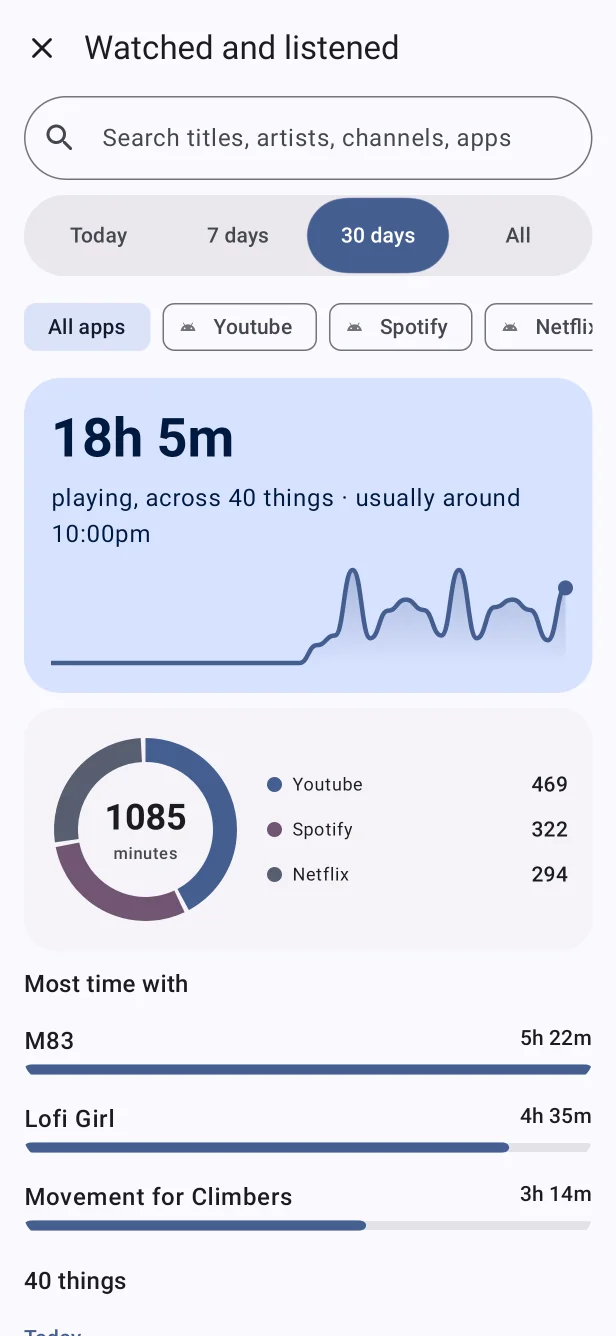 Watched and listened
Search titles, artists, channels, apps
Today
7 days
30 days
All
All apps
Youtube
Spotify
Netflix
18h 5m
playing, across 40 things · usually around
10:00pm
1085
minutes
Youtube 469
Spotify 322
Netflix 294
Most time with
M83 5h 22m
Lofi Girl 4h 35m
Movement for Climbers 3h 14m
40 things
Today